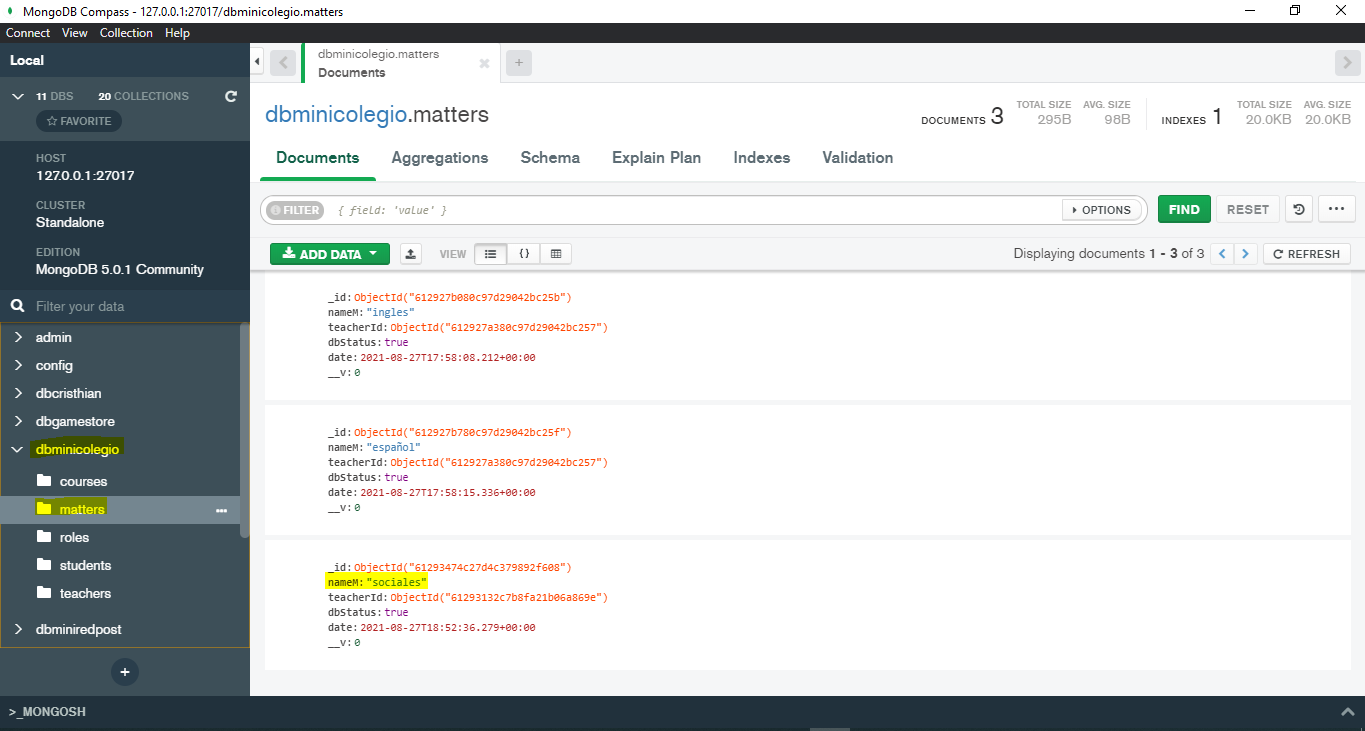 MongoDB Compass - 127.0.0.1:27017/dbminicolegio.matters
Connect View Collection Help
Local
11 DBS 20 COLLECTIONS
FAVORITE
HOST
127.0.0.1:27017
CLUSTER
Standalone
EDITION
MongoDB 5.0.1 Community
Filter your data
admin
config
dbcristhian
dbgamestore
dbminicolegio
courses
matters
roles
students
teachers
dbminiredpost
+
>_MONGOSH
dbminicolegio.matters
Documents
+
dbminicolegio.matters
DOCUMENTS 3 TOTAL SIZE 295B AVG. SIZE 98B INDEXES 1 TOTAL SIZE 20.0KB AVG. SIZE 20.0KB
Documents Aggregations Schema Explain Plan Indexes Validation
FILTER { field: 'value' } OPTIONS FIND RESET ...
ADD DATA VIEW {} Displaying documents 1 - 3 of 3 < > REFRESH
_id: ObjectId("612927b080c97d29042bc25b")
nameM: "ingles"
teacherId: ObjectId("612927a380c97d29042bc257")
dbStatus: true
date: 2021-08-27T17:58:08.212+00:00
__v: 0
_id: ObjectId("612927b780c97d29042bc25f")
nameM: "español"
teacherId: ObjectId("612927a380c97d29042bc257")
dbStatus: true
date: 2021-08-27T17:58:15.336+00:00
__v: 0
_id: ObjectId("61293474c27d4c379892f608")
nameM: "sociales"
teacherId: ObjectId("61293132c7b8fa21b06a869e")
dbStatus: true
date: 2021-08-27T18:52:36.279+00:00
__v: 0